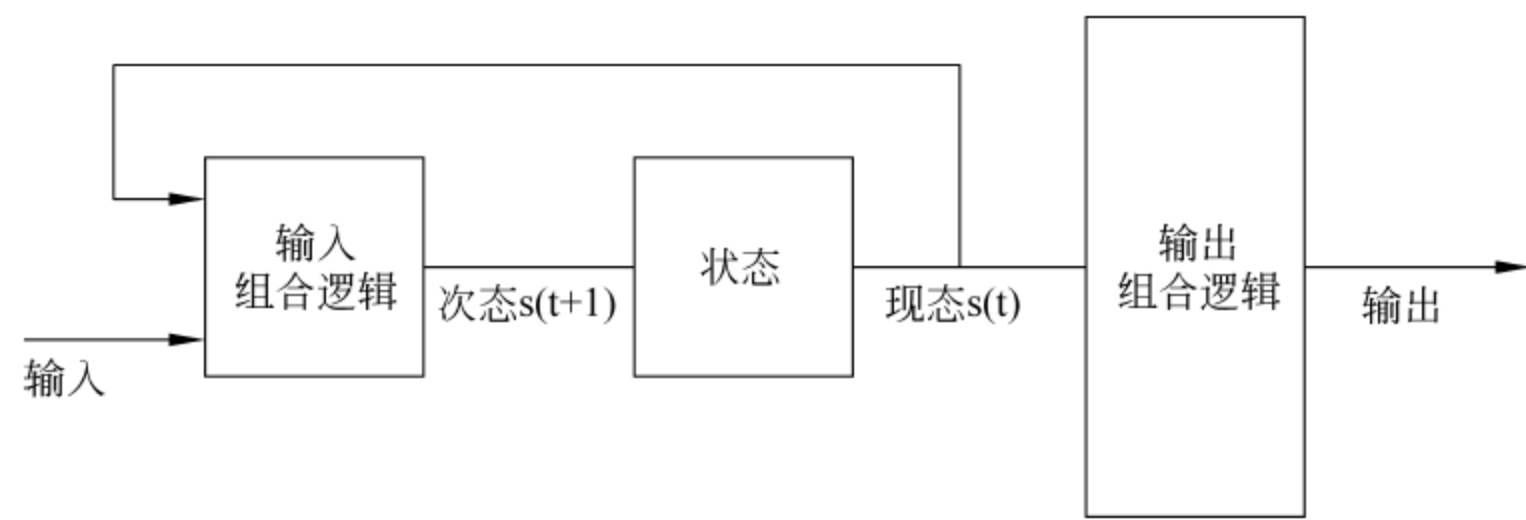 输入
组合逻辑
次态s(t+1)
状态
现态s(t)
输出
组合逻辑
输出
输入